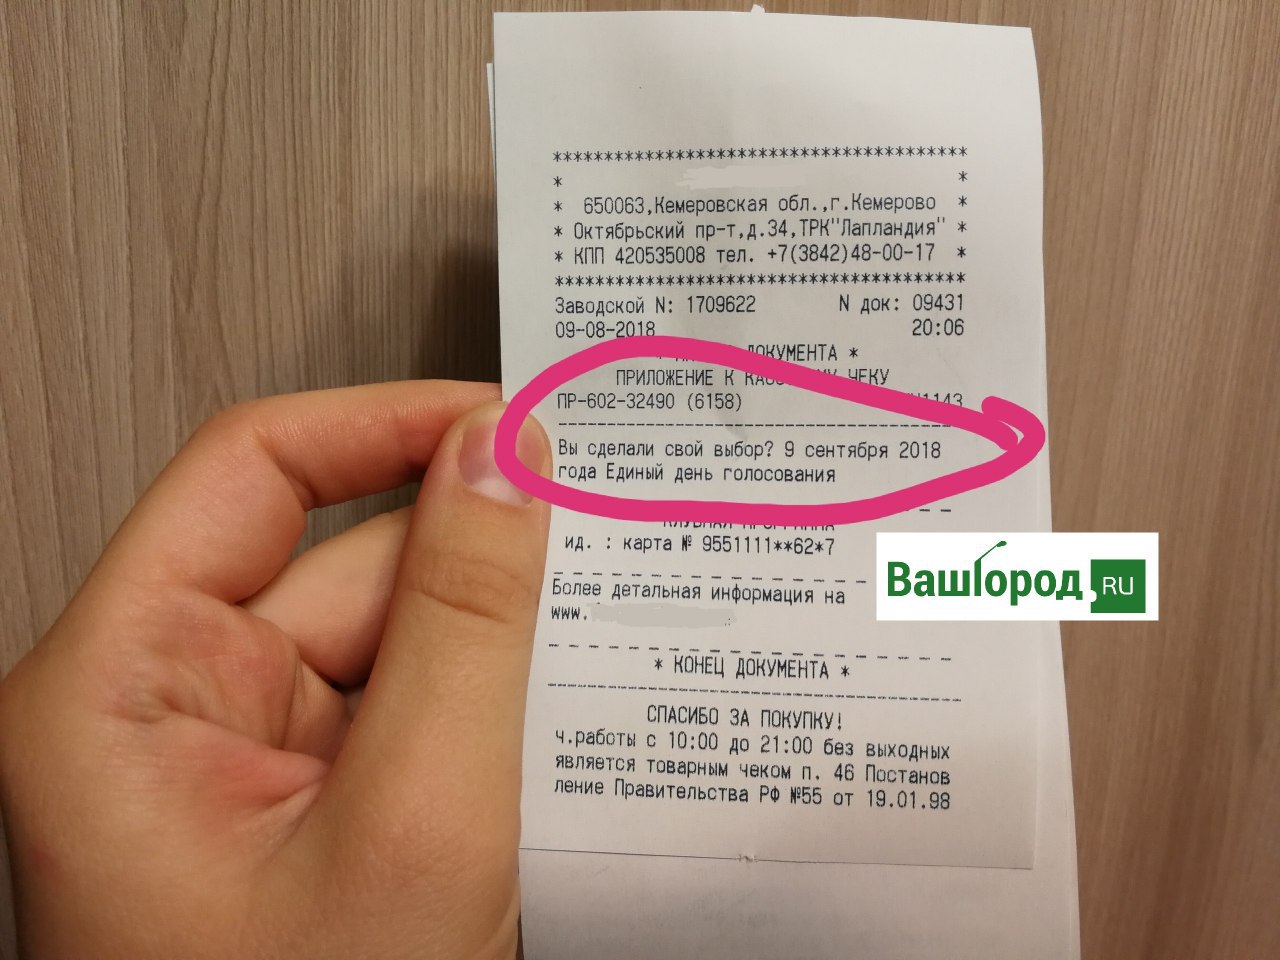 ***************************************
* *
* 650063,Кемеровская обл.,г.Кемерово *
* Октябрьский пр-т,д.34,ТРК"Лапландия" *
* КПП 420535008 тел. +7(3842)48-00-17 *
***************************************
Заводской N: 1709622 N док: 09431
09-08-2018 20:06
ДОКУМЕНТА *
ПРИЛОЖЕНИЕ К ЧЕКУ
ПР-602-32490 (6158)
Вы сделали свой выбор? 9 сентября 2018
года Единый день голосования
КЛУБНАЯ ПРОГРАММА
ид. : карта № 9551111**62*7
Более детальная информация на
www.
* КОНЕЦ ДОКУМЕНТА *
СПАСИБО ЗА ПОКУПКУ!
ч.работы с 10:00 до 21:00 без выходных
является товарным чеком п. 46 Постанов
ление Правительства РФ №55 от 19.01.98
ВашГород.RU